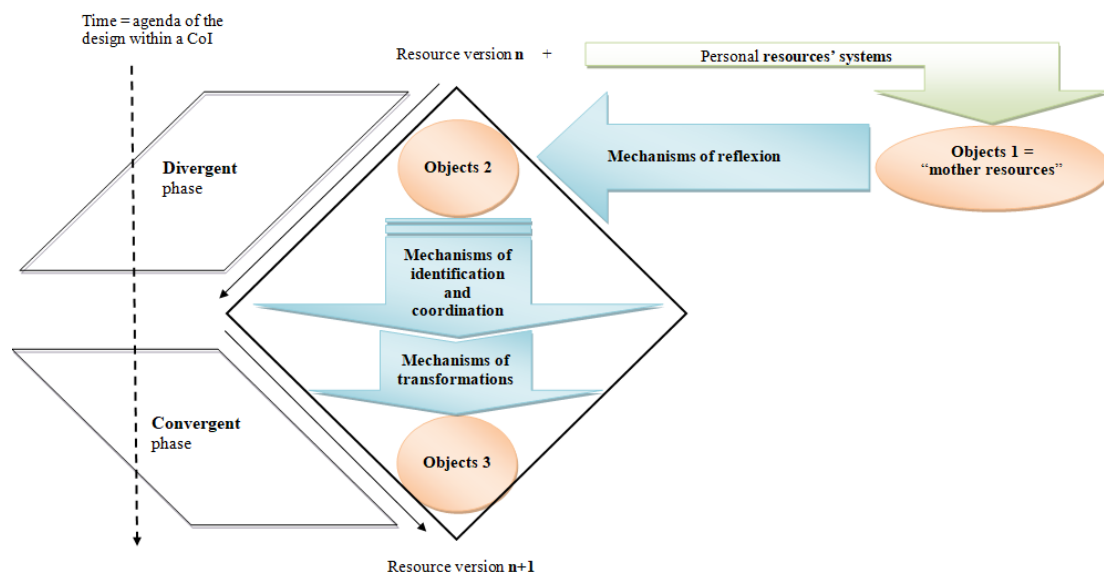 Time = agenda of the
design within a CoI
Resource version n +
Personal resources' systems
Divergent
phase
Objects 2
Mechanisms of reflexion
Objects 1 =
“mother resources”
Mechanisms of
identification
and
coordination
Mechanisms of
transformations
Convergent
phase
Objects 3
Resource version n+1